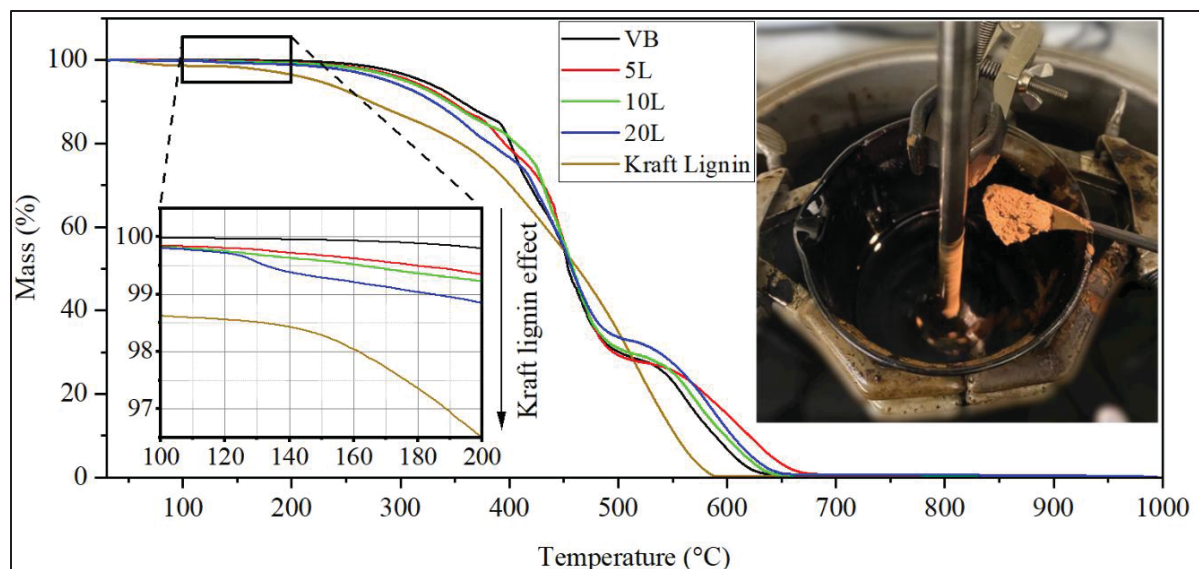 VB
5L
10L
20L
Kraft Lignin
Mass (%)
100
80
60
40
20
0
100
99
98
97
100 120 140 160 180 200
Kraft lignin effect
100 200 300 400 500 600 700 800 900 1000
Temperature (°C)